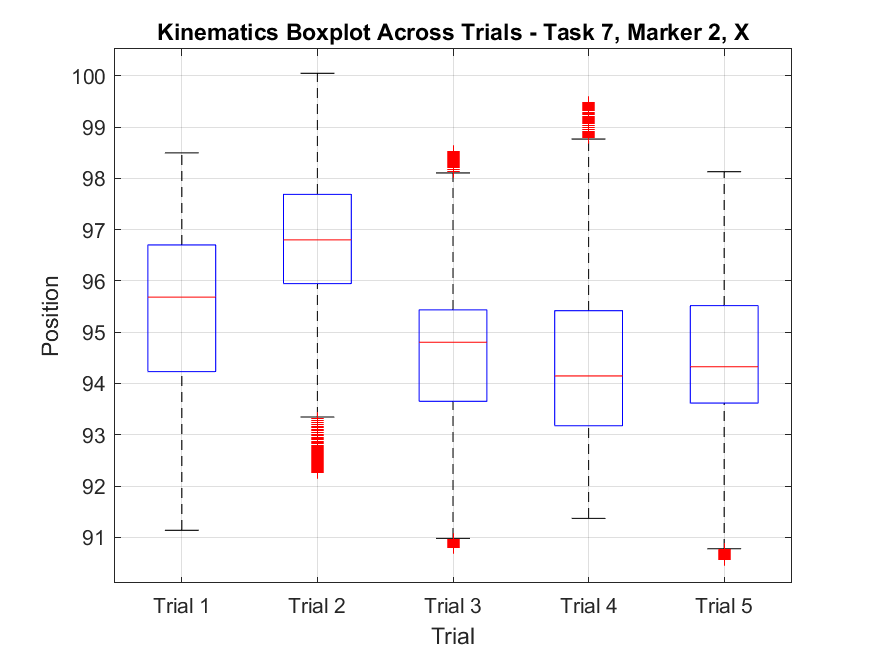 Kinematics Boxplot Across Trials - Task 7, Marker 2, X
100
99
98
97
96
95
94
93
92
91
Position
Trial 1 Trial 2 Trial 3 Trial 4 Trial 5
Trial